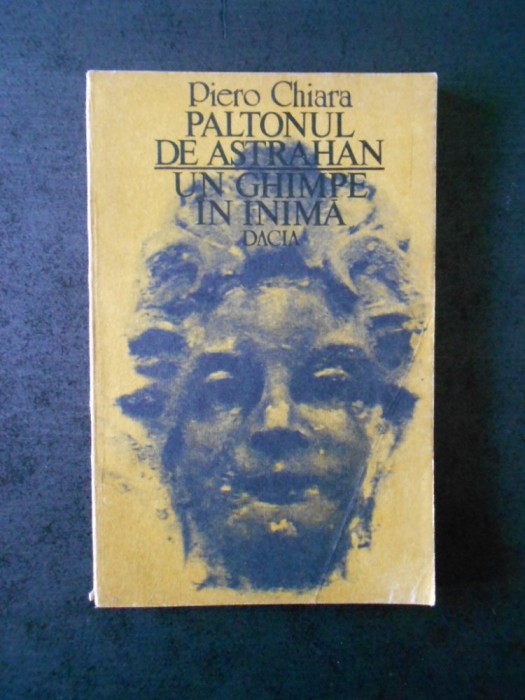 Piero Chiara
PALTONUL
DE ASTRAHAN
UN GHIMPE
ÎN INIMĂ
DACIA